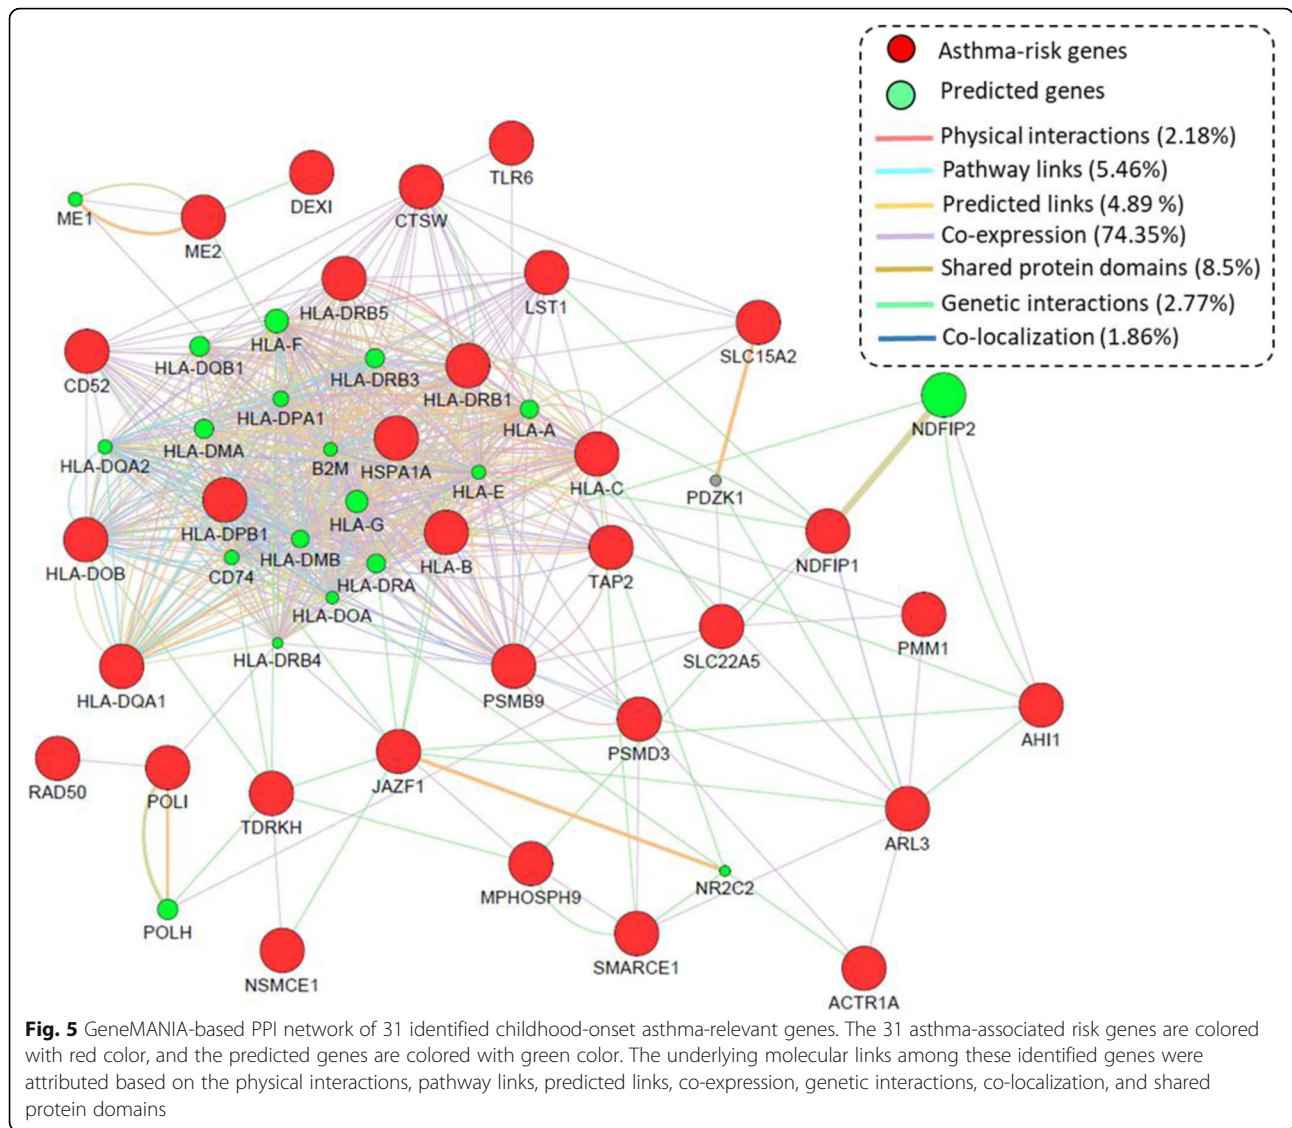 Asthma-risk genes
Predicted genes
Physical interactions (2.18%)
Pathway links (5.46%)
Predicted links (4.89 %)
Co-expression (74.35%)
Shared protein domains (8.5%)
Genetic interactions (2.77%)
Co-localization (1.86%)
TLR6
DEXI
CTSW
ME1
ME2
HLA-DRB5
LST1
HLA-F
SLC15A2
HLA-DQB1
CD52
HLA-DRB3
HLA-DRB1
HLA-DPA1
HLA-A
NDFIP2
HLA-DMA
HLA-DQA2
B2M
HSPA1A
HLA-E
HLA-C
PDZK1
HLA-G
HLA-DPB1
HLA-DMB
HLA-B
NDFIP1
HLA-DOB
CD74
HLA-DRA
TAP2
HLA-DOA
PMM1
HLA-DRB4
SLC22A5
HLA-DQA1
PSMB9
AHI1
PSMD3
RAD50
POLI
JAZF1
TDRKH
ARL3
MPHOSPH9
NR2C2
POLH
SMARCE1
NSMCE1
ACTR1A
Fig. 5 GeneMANIA-based PPI network of 31 identified childhood-onset asthma-relevant genes. The 31 asthma-associated risk genes are colored
with red color, and the predicted genes are colored with green color. The underlying molecular links among these identified genes were
attributed based on the physical interactions, pathway links, predicted links, co-expression, genetic interactions, co-localization, and shared
protein domains